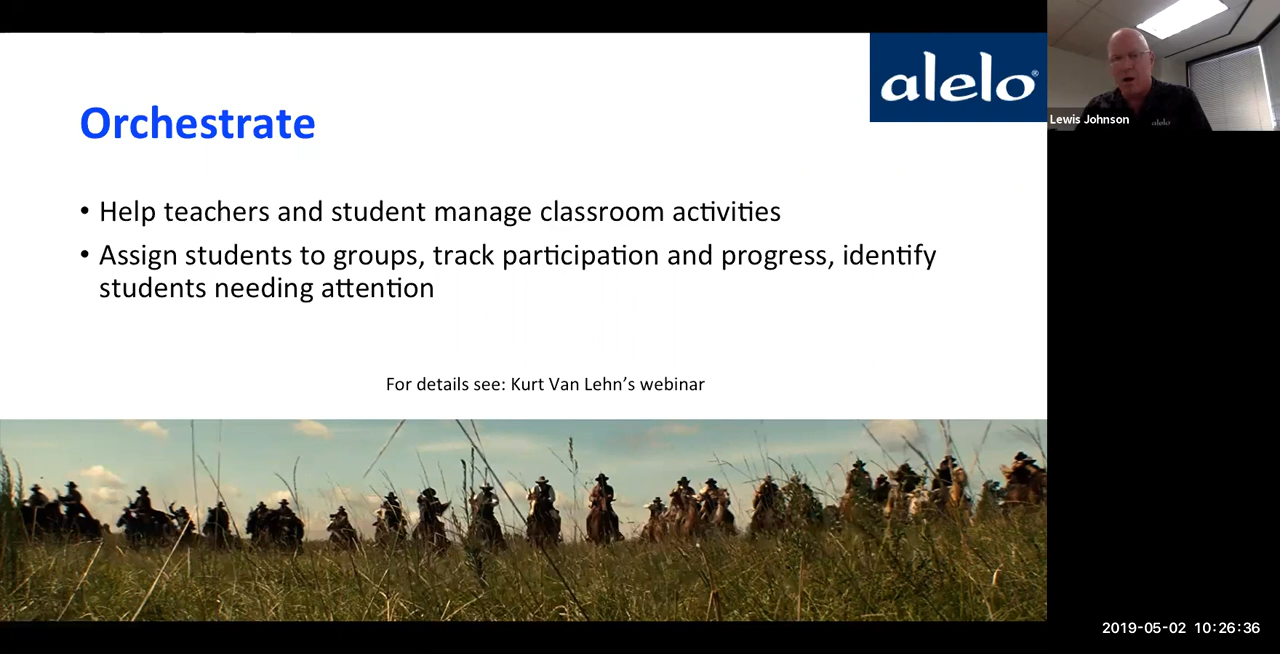 alelo®
Orchestrate
• Help teachers and student manage classroom activities
• Assign students to groups, track participation and progress, identify
students needing attention
For details see: Kurt Van Lehn’s webinar
Lewis Johnson
alelo
2019-05-02 10:26:36